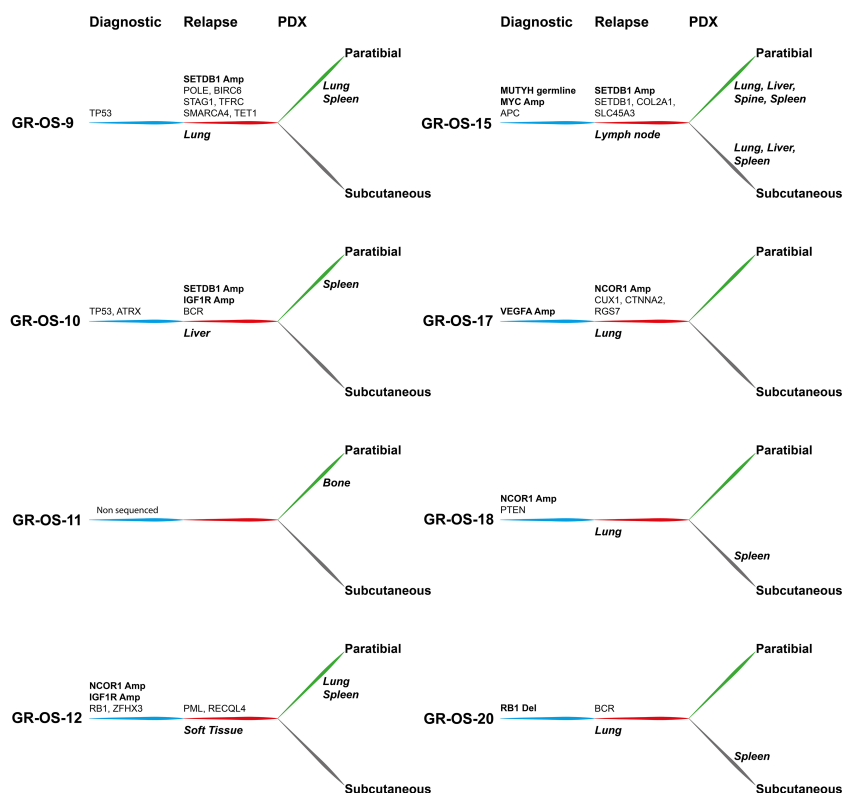 Diagnostic Relapse PDX
Paratibial
SETDB1 Amp
POLE, BIRC6
STAG1, TFRC
SMARCA4, TET1
Lung
Spleen
TP53
GR-OS-9
Lung
Subcutaneous
Paratibial
SETDB1 Amp
IGF1R Amp
BCR
Spleen
TP53, ATRX
GR-OS-10
Liver
Subcutaneous
Paratibial
Bone
Non sequenced
GR-OS-11
Subcutaneous
Paratibial
NCOR1 Amp
IGF1R Amp
RB1, ZFHX3
Lung
Spleen
PML, RECQL4
GR-OS-12
Soft Tissue
Subcutaneous
Diagnostic Relapse PDX
Paratibial
MUTYH germline
MYC Amp
APC
SETDB1 Amp
SETDB1, COL2A1,
SLC45A3
Lung, Liver,
Spine, Spleen
GR-OS-15
Lymph node
Lung, Liver,
Spleen
Subcutaneous
Paratibial
NCOR1 Amp
CUX1, CTNNA2,
RGS7
VEGFA Amp
GR-OS-17
Lung
Subcutaneous
Paratibial
NCOR1 Amp
PTEN
GR-OS-18
Lung
Spleen
Subcutaneous
Paratibial
RB1 Del
BCR
GR-OS-20
Lung
Spleen
Subcutaneous